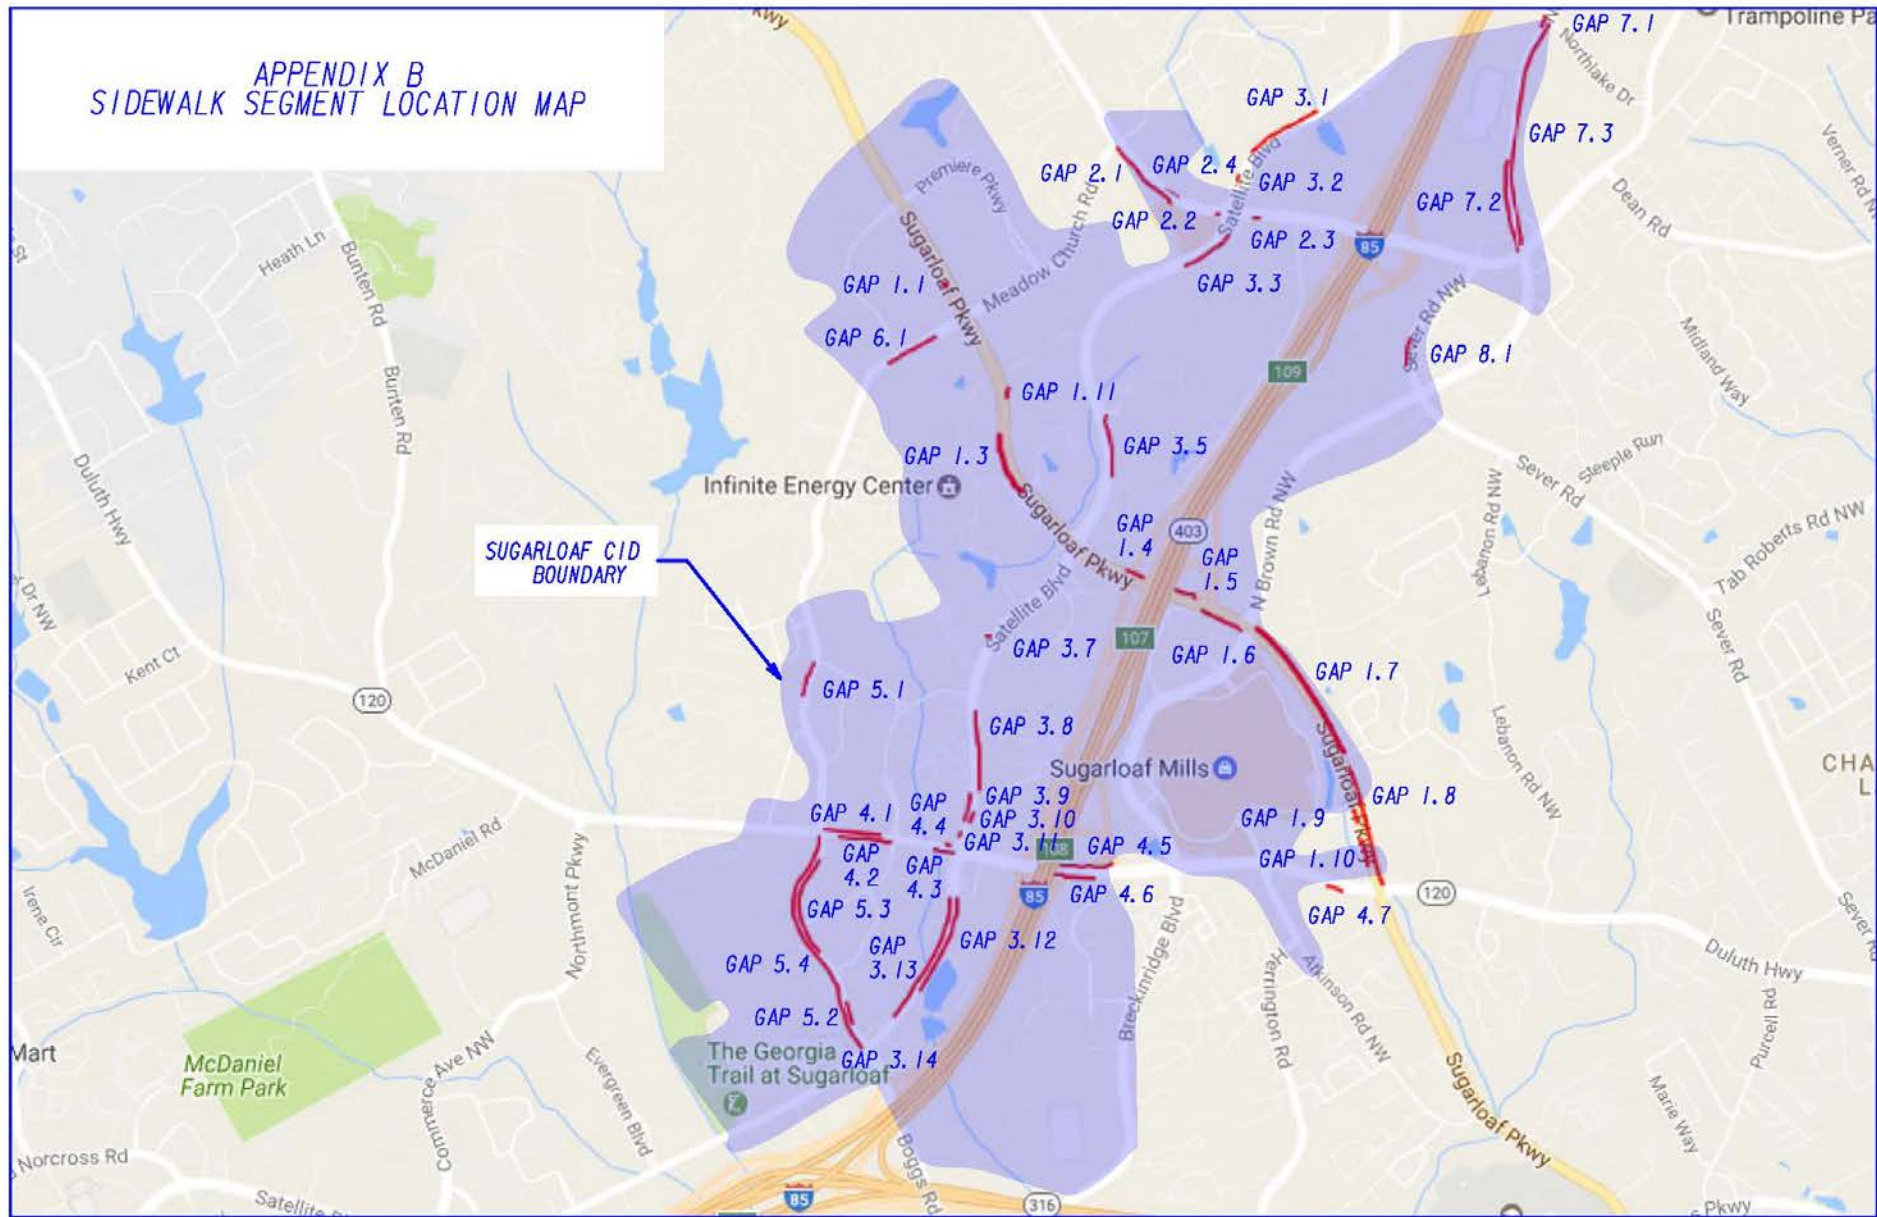 APPENDIX B
SIDEWALK SEGMENT LOCATION MAP
kwy
Trampoline Pa
GAP 7.1
Northlake Dr
GAP 3.1
GAP 7.3
Verner Rd N
GAP 2.1
GAP 2.4
Satellite Blvd
GAP 3.2
GAP 7.2
Dean Rd
Premiere Pkwy
Heath Ln
Bunten Rd
Sugarloaf Pkwy
GAP 2.2
GAP 2.3
85
GAP 3.3
GAP 1.1
Meadow Church Rd
GAP 6.1
Sever Rd NW
GAP 8.1
Midland Way
109
Bunten Rd
GAP 1.11
GAP 3.5
GAP 1.3
Steeple Run
Sever Rd
Duluth Hwy
Infinite Energy Center
Sugarloaf Pkwy
GAP
1.4
403
GAP
1.5
N Brown Rd NW
Lebanon Rd NW
Tab Roberts Rd NW
SUGARLOAF CID
BOUNDARY
Satellite Blvd
Dr NW
Kent Ct
GAP 3.7
107
GAP 1.6
GAP 1.7
Sever Rd
120
GAP 5.1
GAP 3.8
Lebanon Rd NW
Sugarloaf Mills
Sugarloaf Pkwy
CHA
L
GAP 3.9
GAP 1.8
GAP 4.1
GAP
4.4
GAP 3.10
GAP 1.9
GAP 3.11
McDaniel Rd
GAP
4.2
GAP
4.3
GAP 4.5
GAP 1.10
Northmont Pkwy
85
GAP 4.6
120
Irene Cir
GAP 5.3
GAP 4.7
Sever Rd
GAP
3.13
GAP 3.12
Breckinridge Blvd
Herrington Rd
Atkinson Rd NW
Duluth Hwy
GAP 5.4
GAP 5.2
Purcell Rd
Mart
McDaniel
Farm Park
Commerce Ave NW
Evergreen Blvd
The Georgia
Trail at Sugarloaf
GAP 3.14
Sugarloaf Pkwy
Marie Way
Norcross Rd
Boggs Rd
Satellite
85
316
Pkwy